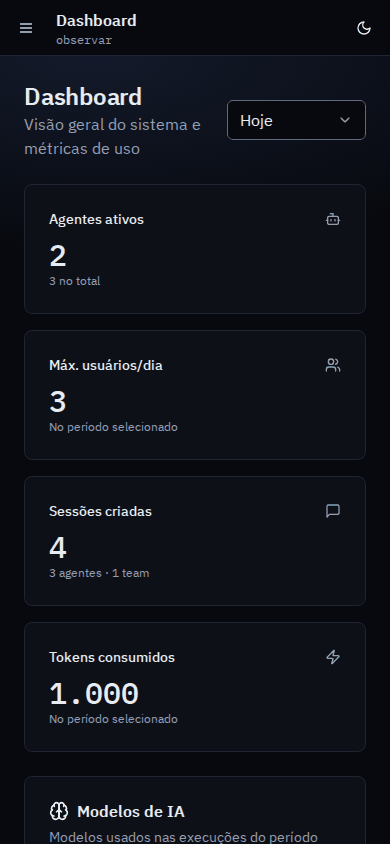 Dashboard
observar
Dashboard
Visão geral do sistema e
métricas de uso
Hoje
Agentes ativos
2
3 no total
Máx. usuários/dia
3
No período selecionado
Sessões criadas
4
3 agentes · 1 team
Tokens consumidos
1.000
No período selecionado
Modelos de IA
Modelos usados nas execuções do período